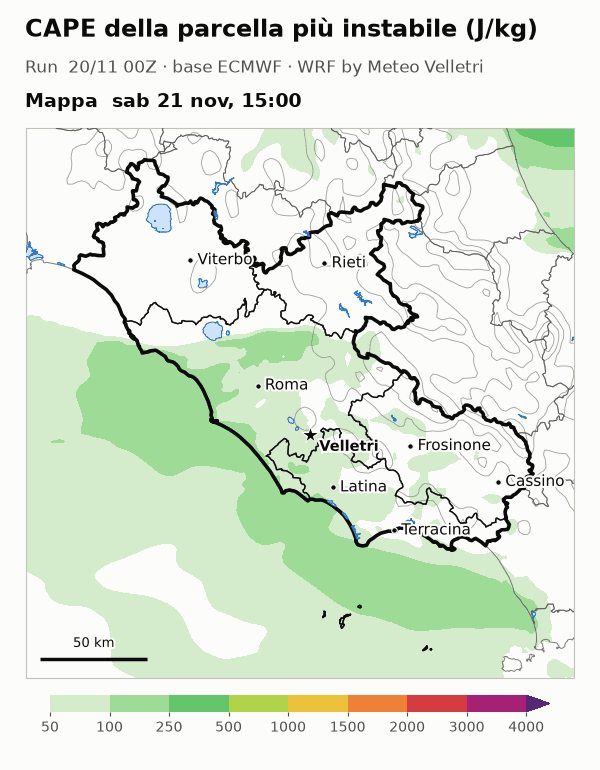 CAPE della parcella più instabile (J/kg)
Run  20/11 00Z · base ECMWF · WRF by Meteo Velletri
Mappa  sab 21 nov, 15:00
Viterbo
Rieti
Roma
Velletri
Frosinone
Latina
Cassino
Terracina
50 km
50 100 250 500 1000 1500 2000 3000 4000